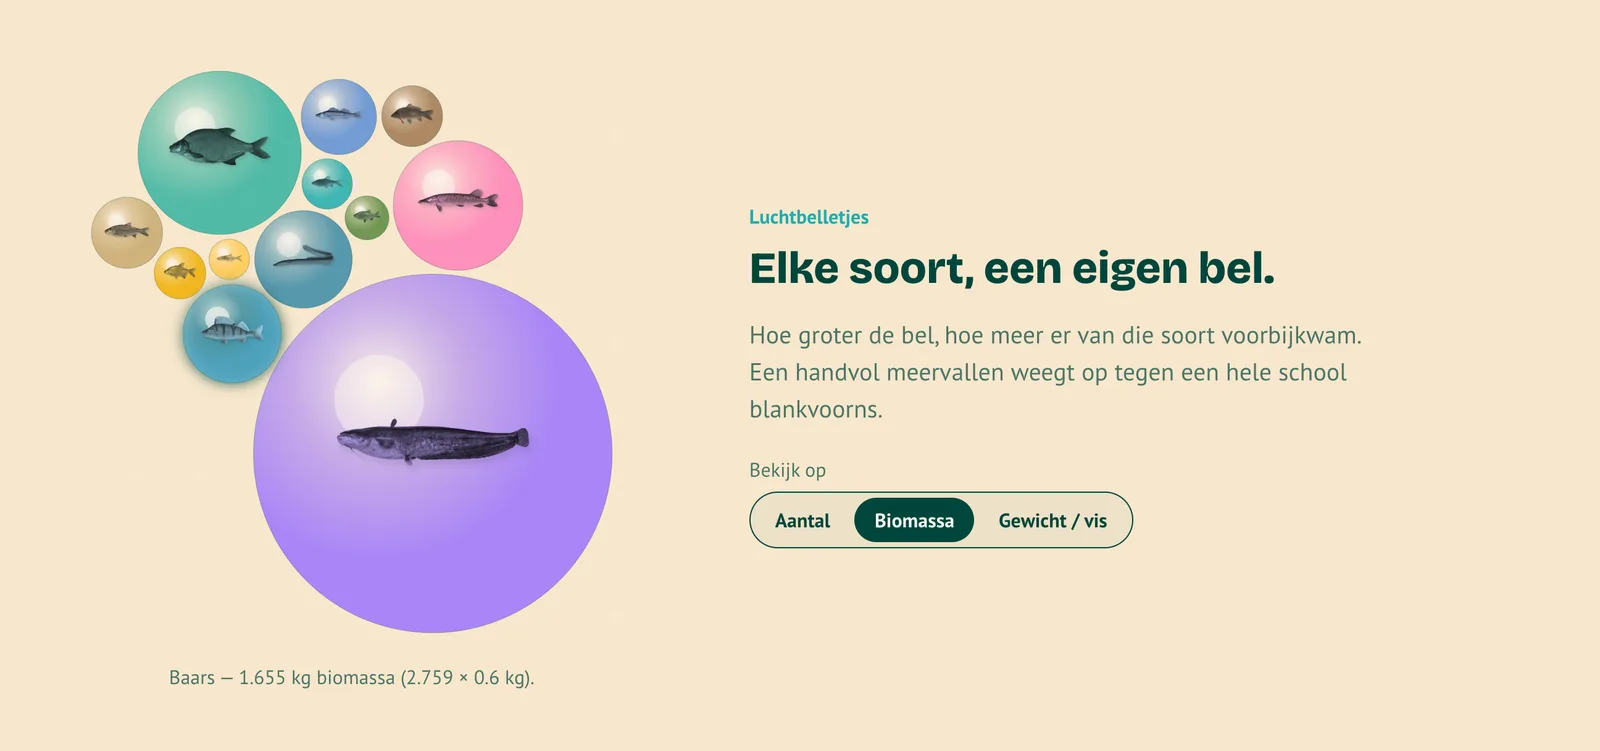 Luchtbelletjes
Elke soort, een eigen bel.
Hoe groter de bel, hoe meer er van die soort voorbijkwam.
Een handvol meervallen weegt op tegen een hele school
blankvoorns.
Bekijk op
Aantal
Biomassa
Gewicht / vis
Baars — 1.655 kg biomassa (2.759 × 0.6 kg).